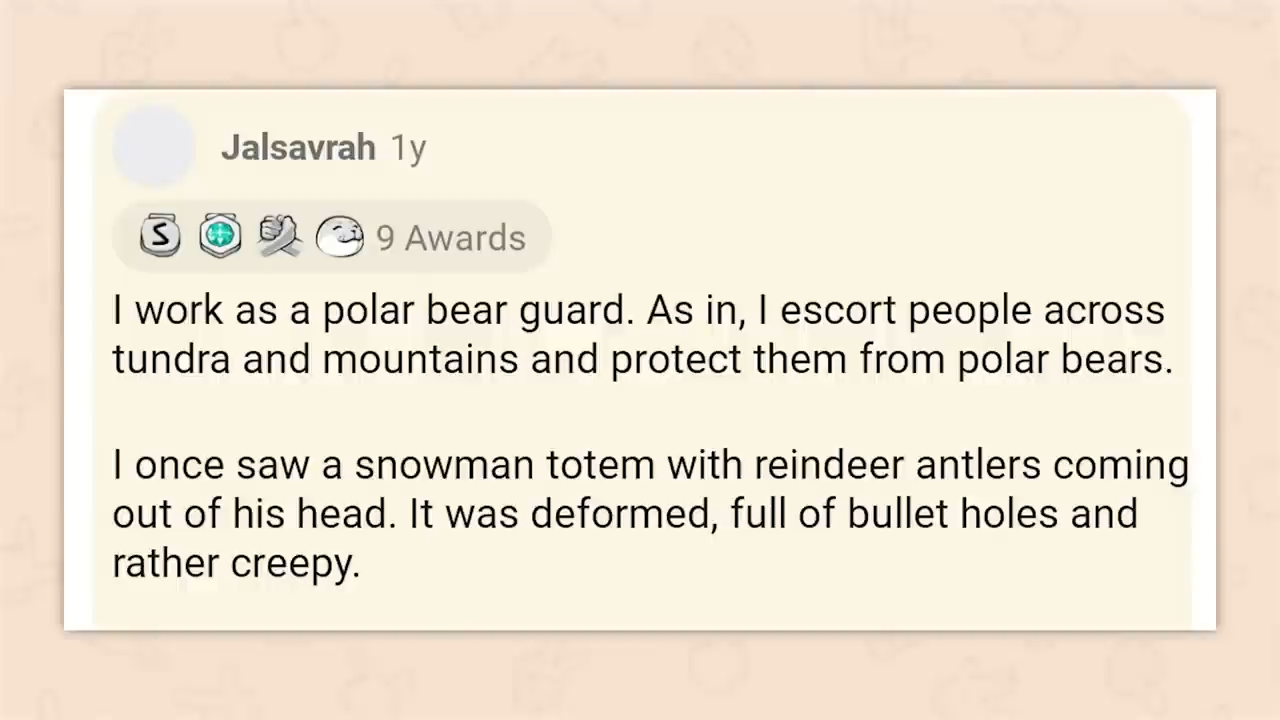 Jalsavrah 1y
S 9 Awards
I work as a polar bear guard. As in, I escort people across
tundra and mountains and protect them from polar bears.
I once saw a snowman totem with reindeer antlers coming
out of his head. It was deformed, full of bullet holes and
rather creepy.